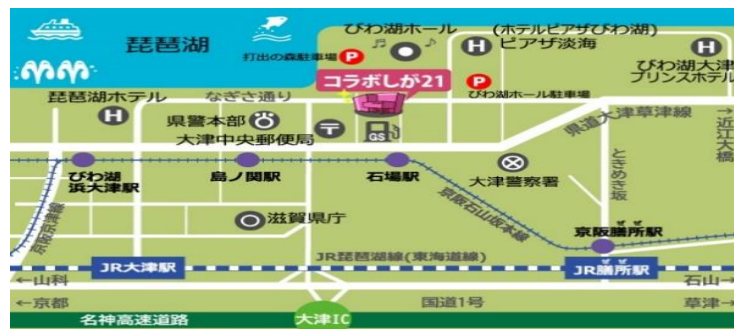 びわ湖ホール
(ホテルピアザびわ湖)
ピアザ淡海
H
H
琵琶湖
打出の森駐車場
P
びわ湖大津
プリンスホテル
コラボしが21
P
びわ湖ホール駐車場
琵琶湖ホテル
なぎさ通り
H
県警本部
大津中央郵便局
〒
GS
県道大津草津線
→近江大橋
びわ湖
浜大津駅
島ノ関駅
石場駅
大津警察署
ときめき坂
京阪石山坂本線
京阪京津線
滋賀県庁
京阪膳所駅
ぜぜ
JR琵琶湖線(東海道線)
JR大津駅
ぜぜ
JR膳所駅
←山科
石山→
←京都
国道1号
草津→
名神高速道路
大津IC